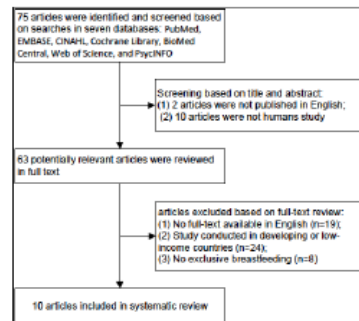 75 articles were identified and screened based
on searches in seven databases: PubMed,
EMBASE, CINAHL, Cochrane Library, BioMed
Central, Web of Science, and PsycINFO
Screening based on title and abstract:
(1) 2 articles were not published in English;
(2) 10 articles were not humans study
63 potentially relevant articles were reviewed
in full text
articles excluded based on full-text review:
(1) No full-text available in English (n=19);
(2) Study conducted in developing or low-
income countries (n=24);
(3) No exclusive breastfeeding (n=8)
10 articles included in systematic review